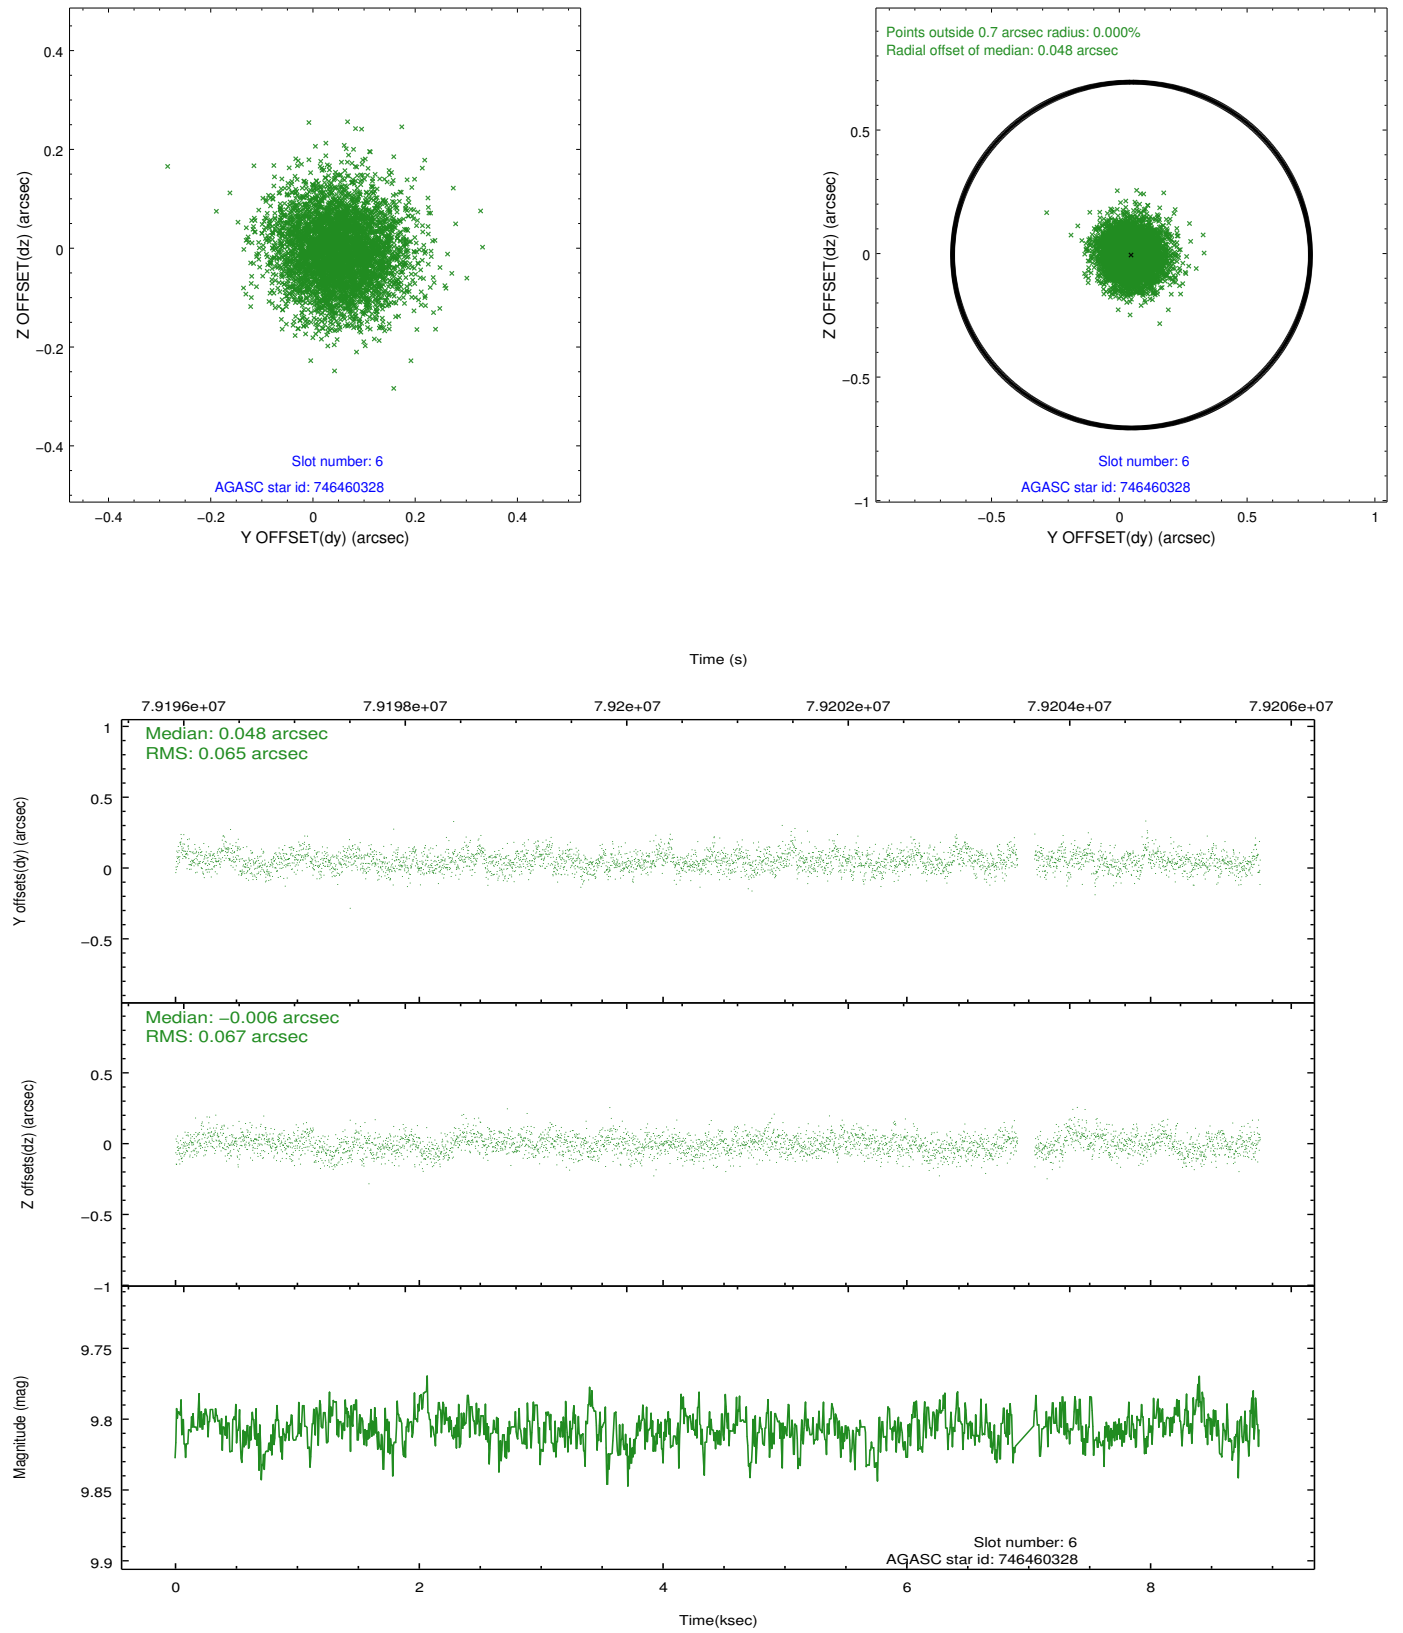 0.4
0.2
0
−0.2
−0.4
Z OFFSET(dz) (arcsec)
Slot number: 6
AGASC star id: 746460328
−0.4
−0.2
0
0.2
0.4
Y OFFSET(dy) (arcsec)
Points outside 0.7 arcsec radius: 0.000%
Radial offset of median: 0.048 arcsec
0.5
0
−0.5
−1
Z OFFSET(dz) (arcsec)
Slot number: 6
AGASC star id: 746460328
−0.5
0
0.5
1
Y OFFSET(dy) (arcsec)
Time (s)
7.9196e+07
7.9198e+07
7.92e+07
7.9202e+07
7.9204e+07
7.9206e+07
Median: 0.048 arcsec
RMS: 0.065 arcsec
1
0.5
0
−0.5
Y offsets(dy) (arcsec)
Median: −0.006 arcsec
RMS: 0.067 arcsec
0.5
0
−0.5
−1
Z offsets(dz) (arcsec)
9.75
9.8
9.85
9.9
Magnitude (mag)
Slot number: 6
AGASC star id: 746460328
0
2
4
6
8
Time(ksec)